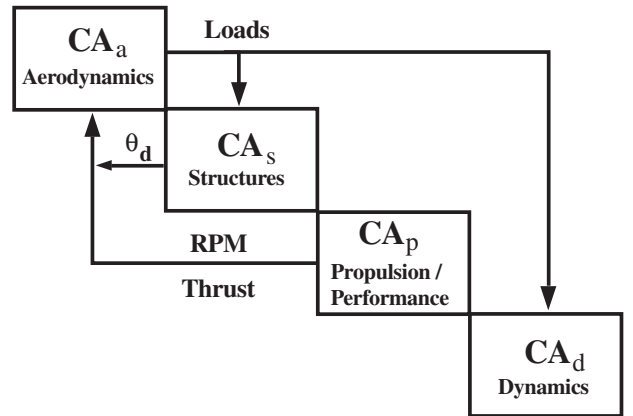 CAa
Aerodynamics
Loads
θd
CAs
Structures
RPM
Thrust
CAp
Propulsion /
Performance
CAd
Dynamics